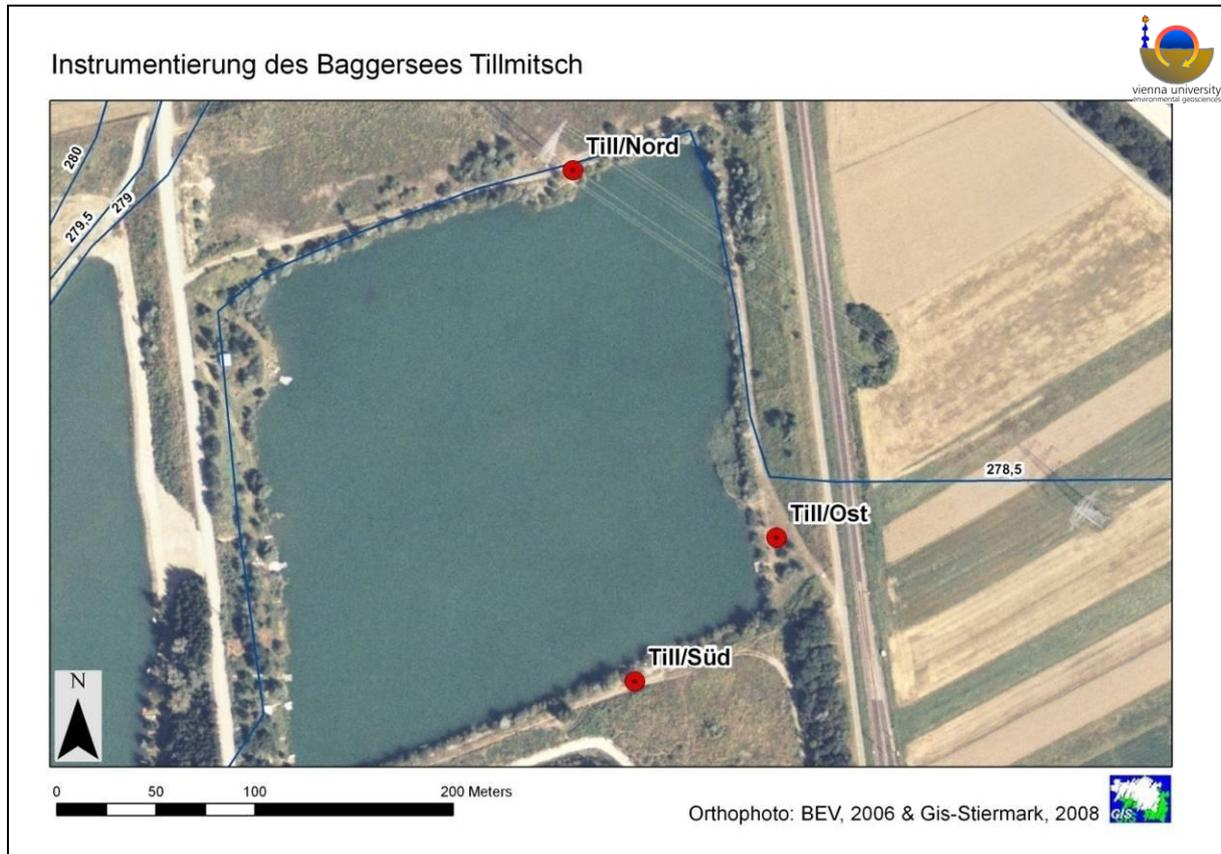 Instrumentierung des Baggersees Tillmitsch
vienna university
environmental geosciences
Till/Nord
280
279,5
279
278,5
Till/Ost
Till/Süd
N
0 50 100 200 Meters
Orthophoto: BEV, 2006 & Gis-Stiermark, 2008
GIS